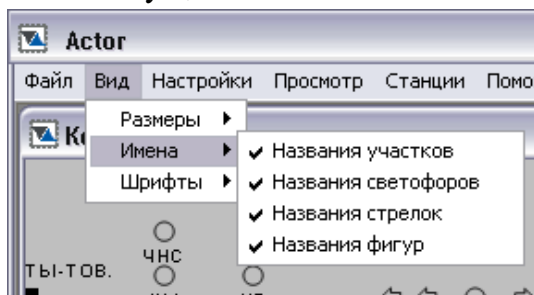 Actor
Файл Вид Настройки Просмотр Станции
Размеры
Имена
Шрифты
Названия участков
Названия светофоров
Названия стрелок
Названия фигур
ЧНС
ТЫ-ТОВ.